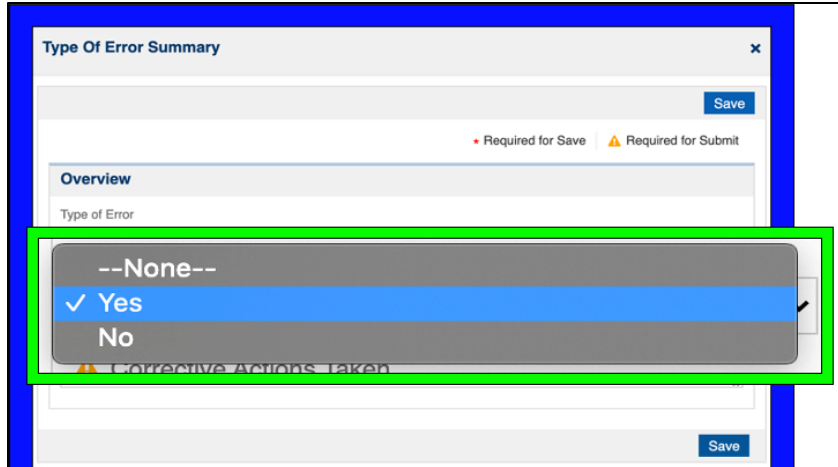 Type Of Error Summary ×
Save
* Required for Save ⚠ Required for Submit
Overview
Type of Error
--None--
✓ Yes
No
⚠ Corrective Actions Taken
Save